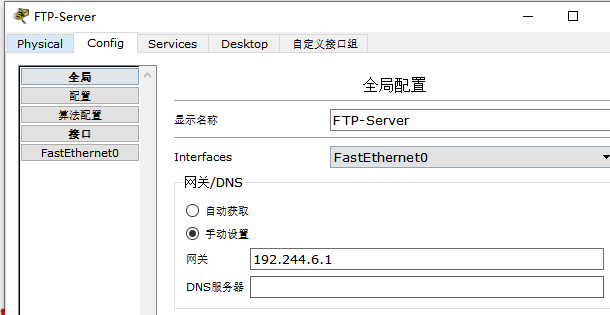 FTP-Server
Physical Config Services Desktop 自定义接口组
全局
配置
算法配置
接口
FastEthernet0
全局配置
显示名称 FTP-Server
Interfaces FastEthernet0
网关/DNS
自动获取
手动设置
网关 192.244.6.1
DNS服务器